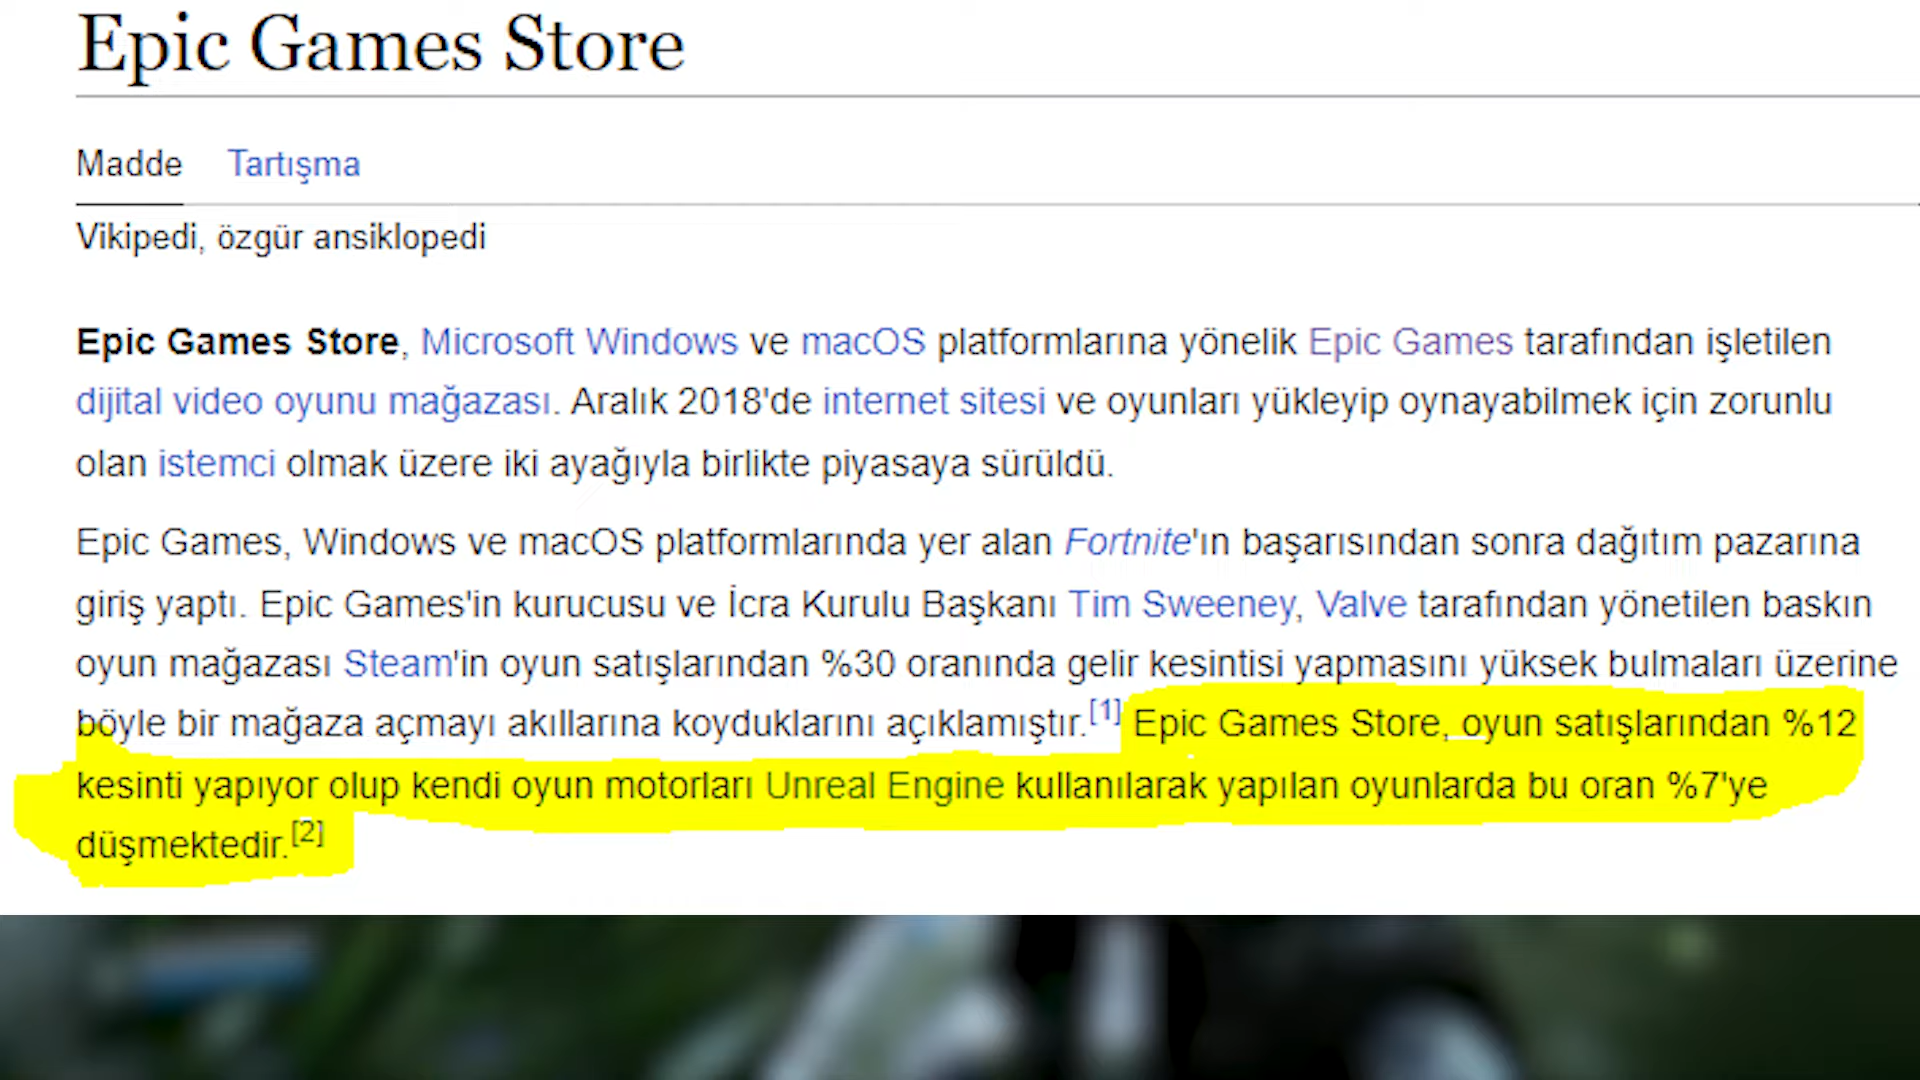 Epic Games Store
Madde Tartışma
Vikipedi, özgür ansiklopedi
Epic Games Store, Microsoft Windows ve macOS platformlarına yönelik Epic Games tarafından işletilen
dijital video oyunu mağazası. Aralık 2018'de internet sitesi ve oyunları yükleyip oynayabilmek için zorunlu
olan istemci olmak üzere iki ayağıyla birlikte piyasaya sürüldü.
Epic Games, Windows ve macOS platformlarında yer alan Fortnite'ın başarısından sonra dağıtım pazarına
giriş yaptı. Epic Games'in kurucusu ve İcra Kurulu Başkanı Tim Sweeney, Valve tarafından yönetilen baskın
oyun mağazası Steam'in oyun satışlarından %30 oranında gelir kesintisi yapmasını yüksek bulmaları üzerine
böyle bir mağaza açmayı akıllarına koyduklarını açıklamıştır.[1] Epic Games Store, oyun satışlarından %12
kesinti yapıyor olup kendi oyun motorları Unreal Engine kullanılarak yapılan oyunlarda bu oran %7'ye
düşmektedir.[2]